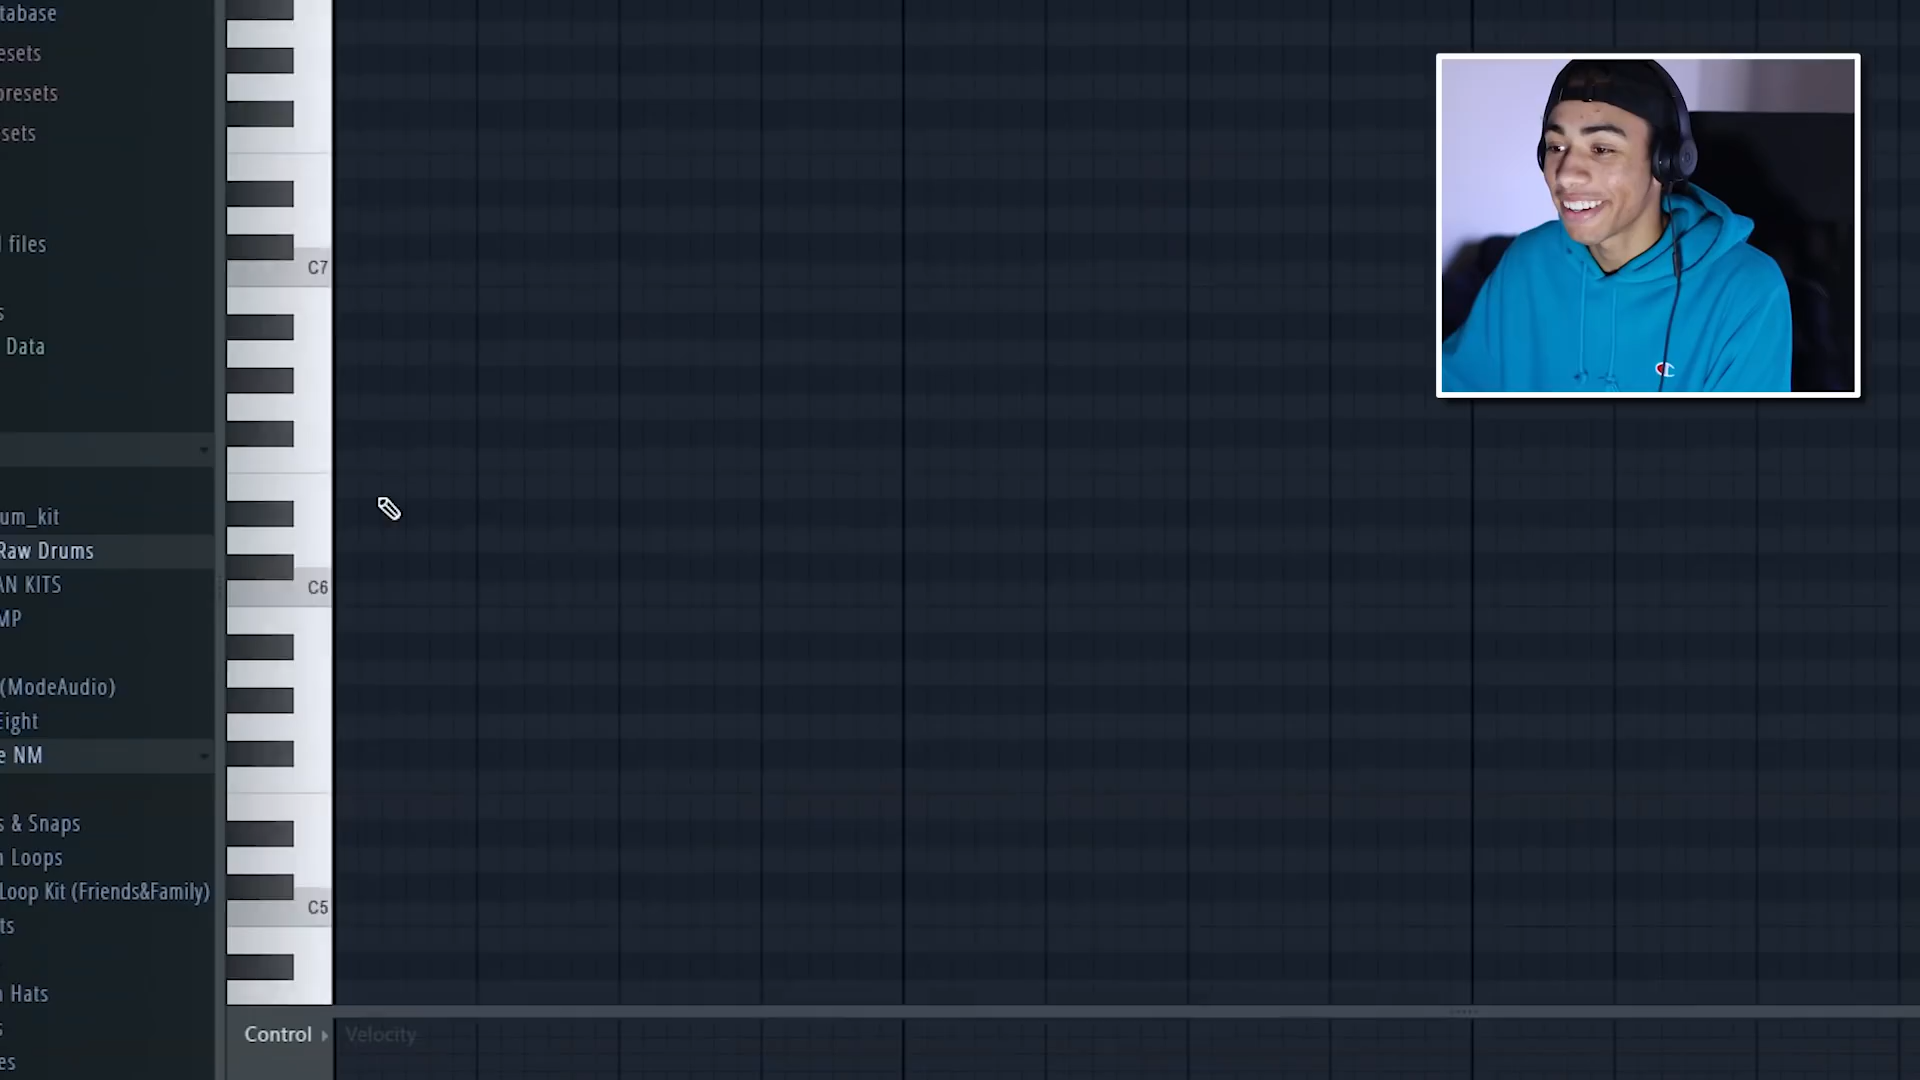 tabase
esets
presets
sets
files
s
Data
um_kit
Raw Drums
AN KITS
MP
(ModeAudio)
Eight
e NM
s & Snaps
n Loops
Loop Kit (Friends&Family)
ts
n Hats
s
es
C7
C6
C5
Control
Velocity